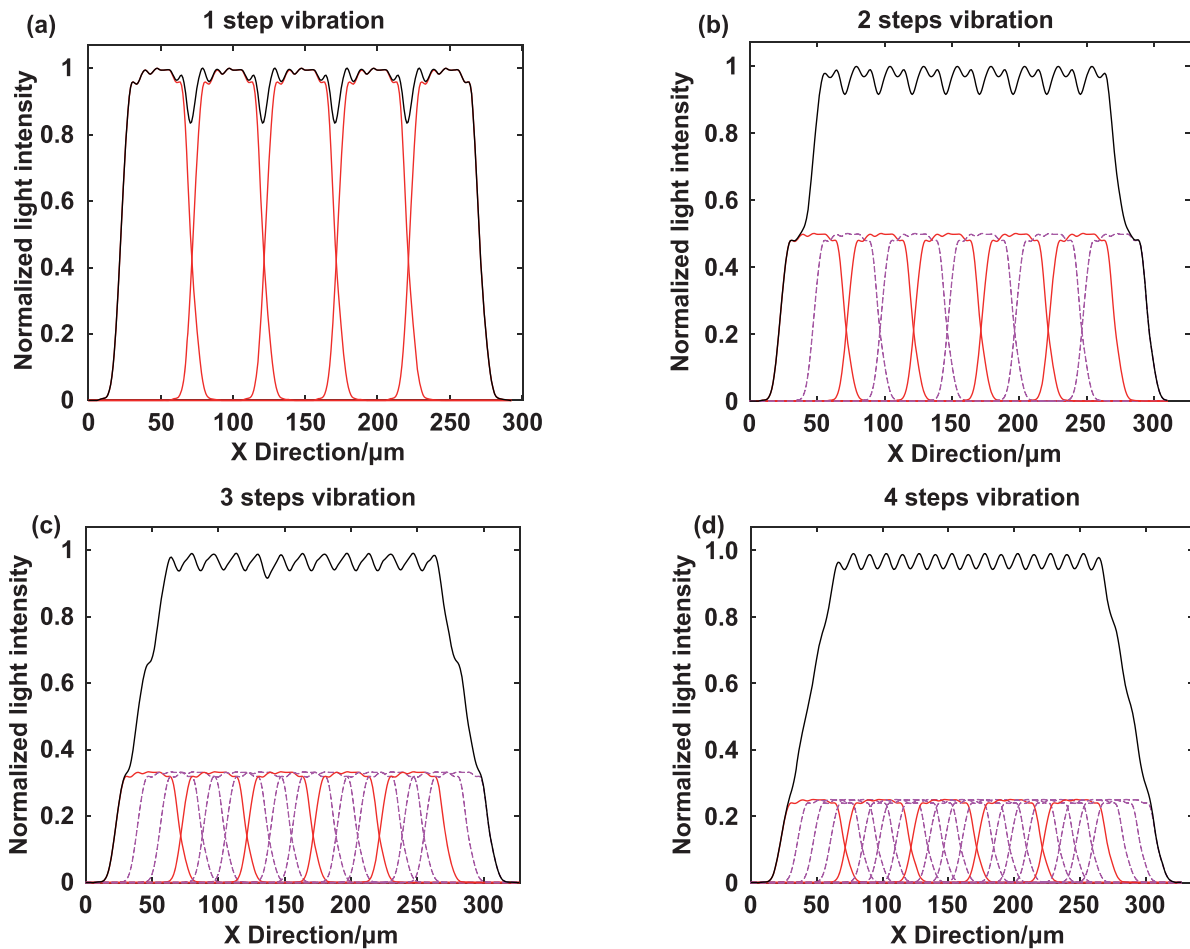 (a)
1 step vibration
Normalized light intensity
1
0.8
0.6
0.4
0.2
0
0 50 100 150 200 250 300
X Direction/µm
(b)
2 steps vibration
Normalized light intensity
1
0.8
0.6
0.4
0.2
0
0 50 100 150 200 250 300
X Direction/µm
(c)
3 steps vibration
Normalized light intensity
1
0.8
0.6
0.4
0.2
0
0 50 100 150 200 250 300
X Direction/µm
(d)
4 steps vibration
Normalized light intensity
1.0
0.8
0.6
0.4
0.2
0
0 50 100 150 200 250 300
X Direction/µm